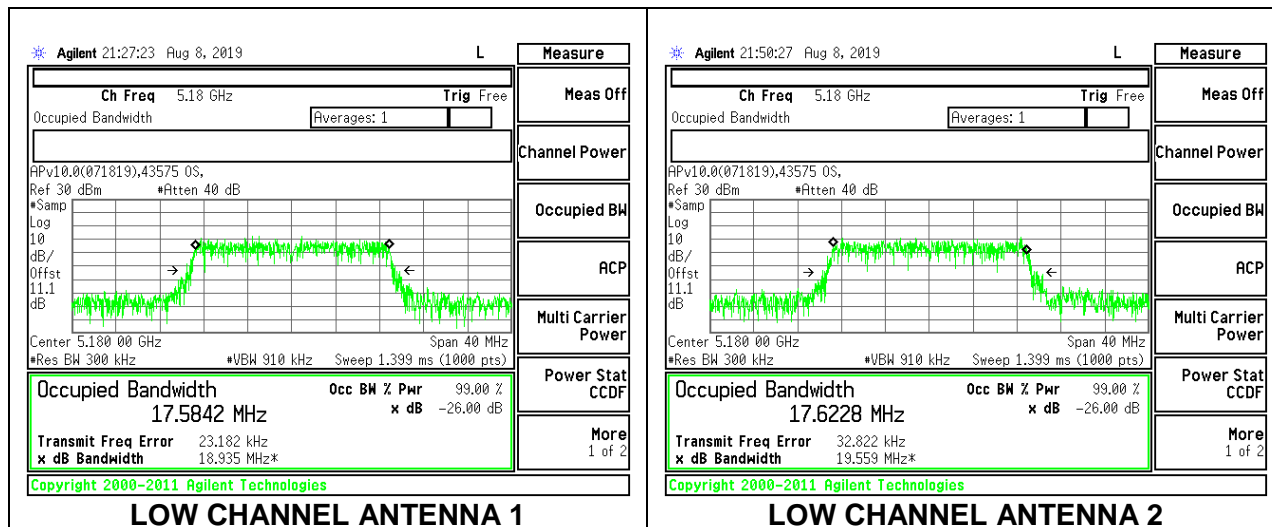 Agilent 21:27:23 Aug 8, 2019 L Measure
Ch Freq 5.18 GHz Trig Free
Meas Off
Occupied Bandwidth Averages: 1
Channel Power
APv10.0(071819),43575 OS,
Ref 30 dBm #Atten 40 dB
#Samp
Log
10
dB/
Offst
11.1
dB
Occupied BW
ACP
Multi Carrier
Power
Center 5.180 00 GHz Span 40 MHz
#Res BW 300 kHz #VBW 910 kHz Sweep 1.399 ms (1000 pts)
Power Stat
CCDF
Occupied Bandwidth Occ BW % Pwr 99.00 %
17.5842 MHz x dB -26.00 dB
Transmit Freq Error 23.182 kHz
x dB Bandwidth 18.935 MHz*
More
1 of 2
Copyright 2000-2011 Agilent Technologies
LOW CHANNEL ANTENNA 1
Agilent 21:50:27 Aug 8, 2019 L Measure
Ch Freq 5.18 GHz Trig Free
Meas Off
Occupied Bandwidth Averages: 1
Channel Power
APv10.0(071819),43575 OS,
Ref 30 dBm #Atten 40 dB
#Samp
Log
10
dB/
Offst
11.1
dB
Occupied BW
ACP
Multi Carrier
Power
Center 5.180 00 GHz Span 40 MHz
#Res BW 300 kHz #VBW 910 kHz Sweep 1.399 ms (1000 pts)
Power Stat
CCDF
Occupied Bandwidth Occ BW % Pwr 99.00 %
17.6228 MHz x dB -26.00 dB
Transmit Freq Error 32.822 kHz
x dB Bandwidth 19.559 MHz*
More
1 of 2
Copyright 2000-2011 Agilent Technologies
LOW CHANNEL ANTENNA 2